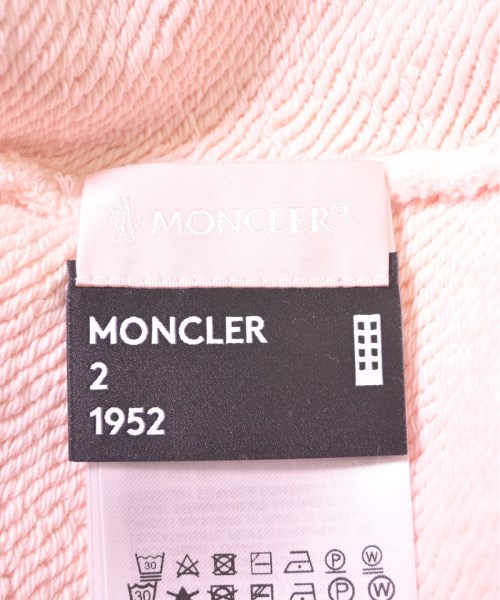 MONCLER®
MONCLER
2
1952
30 P W
30 P W